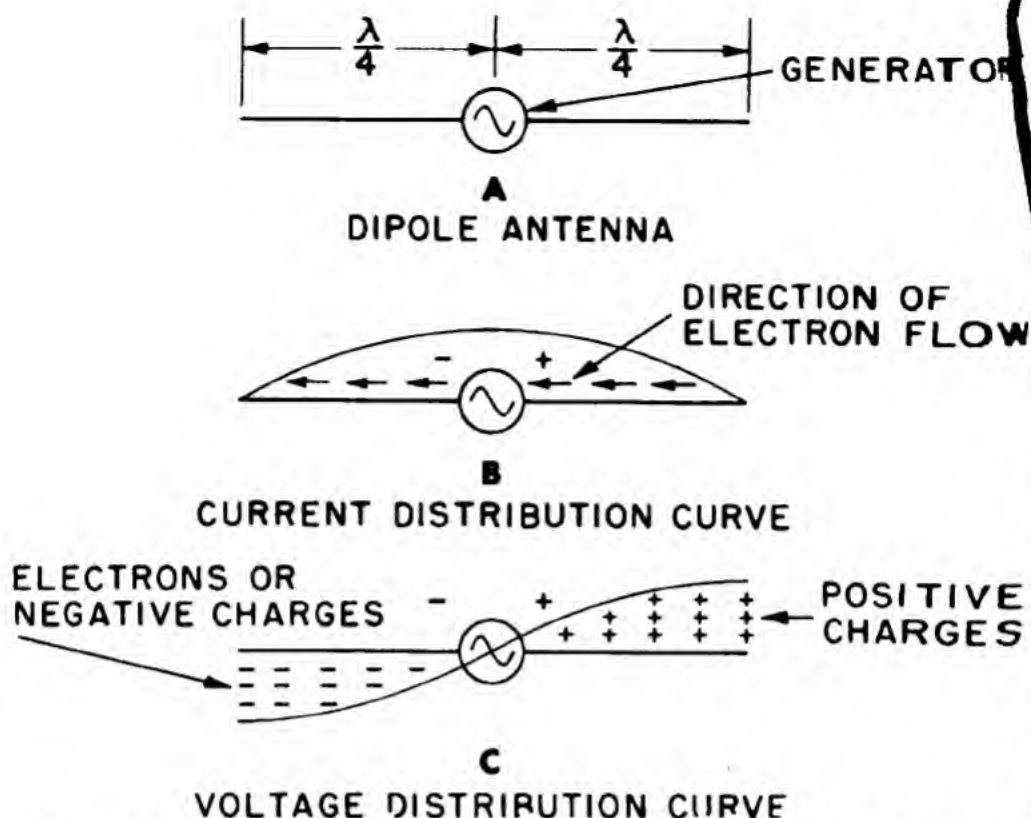 λ/4 λ/4
GENERATOR
A
DIPOLE ANTENNA
DIRECTION OF
ELECTRON FLOW
- +
B
CURRENT DISTRIBUTION CURVE
ELECTRONS OR
NEGATIVE CHARGES
- +
+ + +
+ + + +
+ + + + +
POSITIVE
CHARGES
- - - - -
- - - -
- - -
C
VOLTAGE DISTRIBUTION CURVE